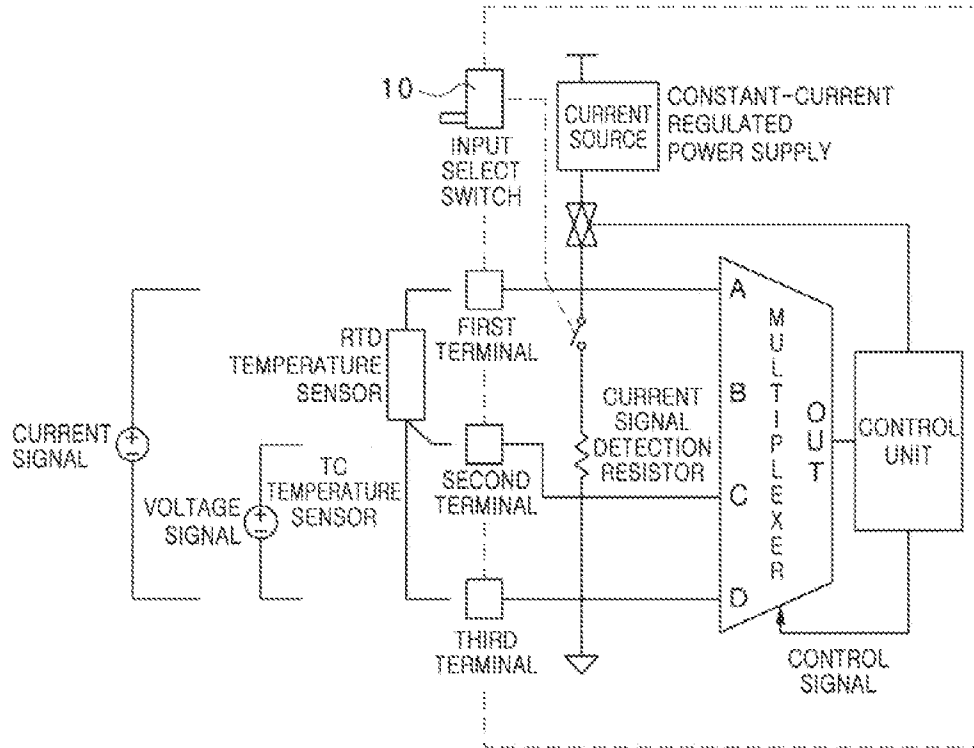 10
INPUT
SELECT
SWITCH
CURRENT
SOURCE
CONSTANT-CURRENT
REGULATED
POWER SUPPLY
FIRST
TERMINAL
RTD
TEMPERATURE
SENSOR
CURRENT
SIGNAL
VOLTAGE
SIGNAL
TC
TEMPERATURE
SENSOR
SECOND
TERMINAL
THIRD
TERMINAL
CURRENT
SIGNAL
DETECTION
RESISTOR
A
B
C
D
MULTIPLEXER
OUT
CONTROL
UNIT
CONTROL
SIGNAL